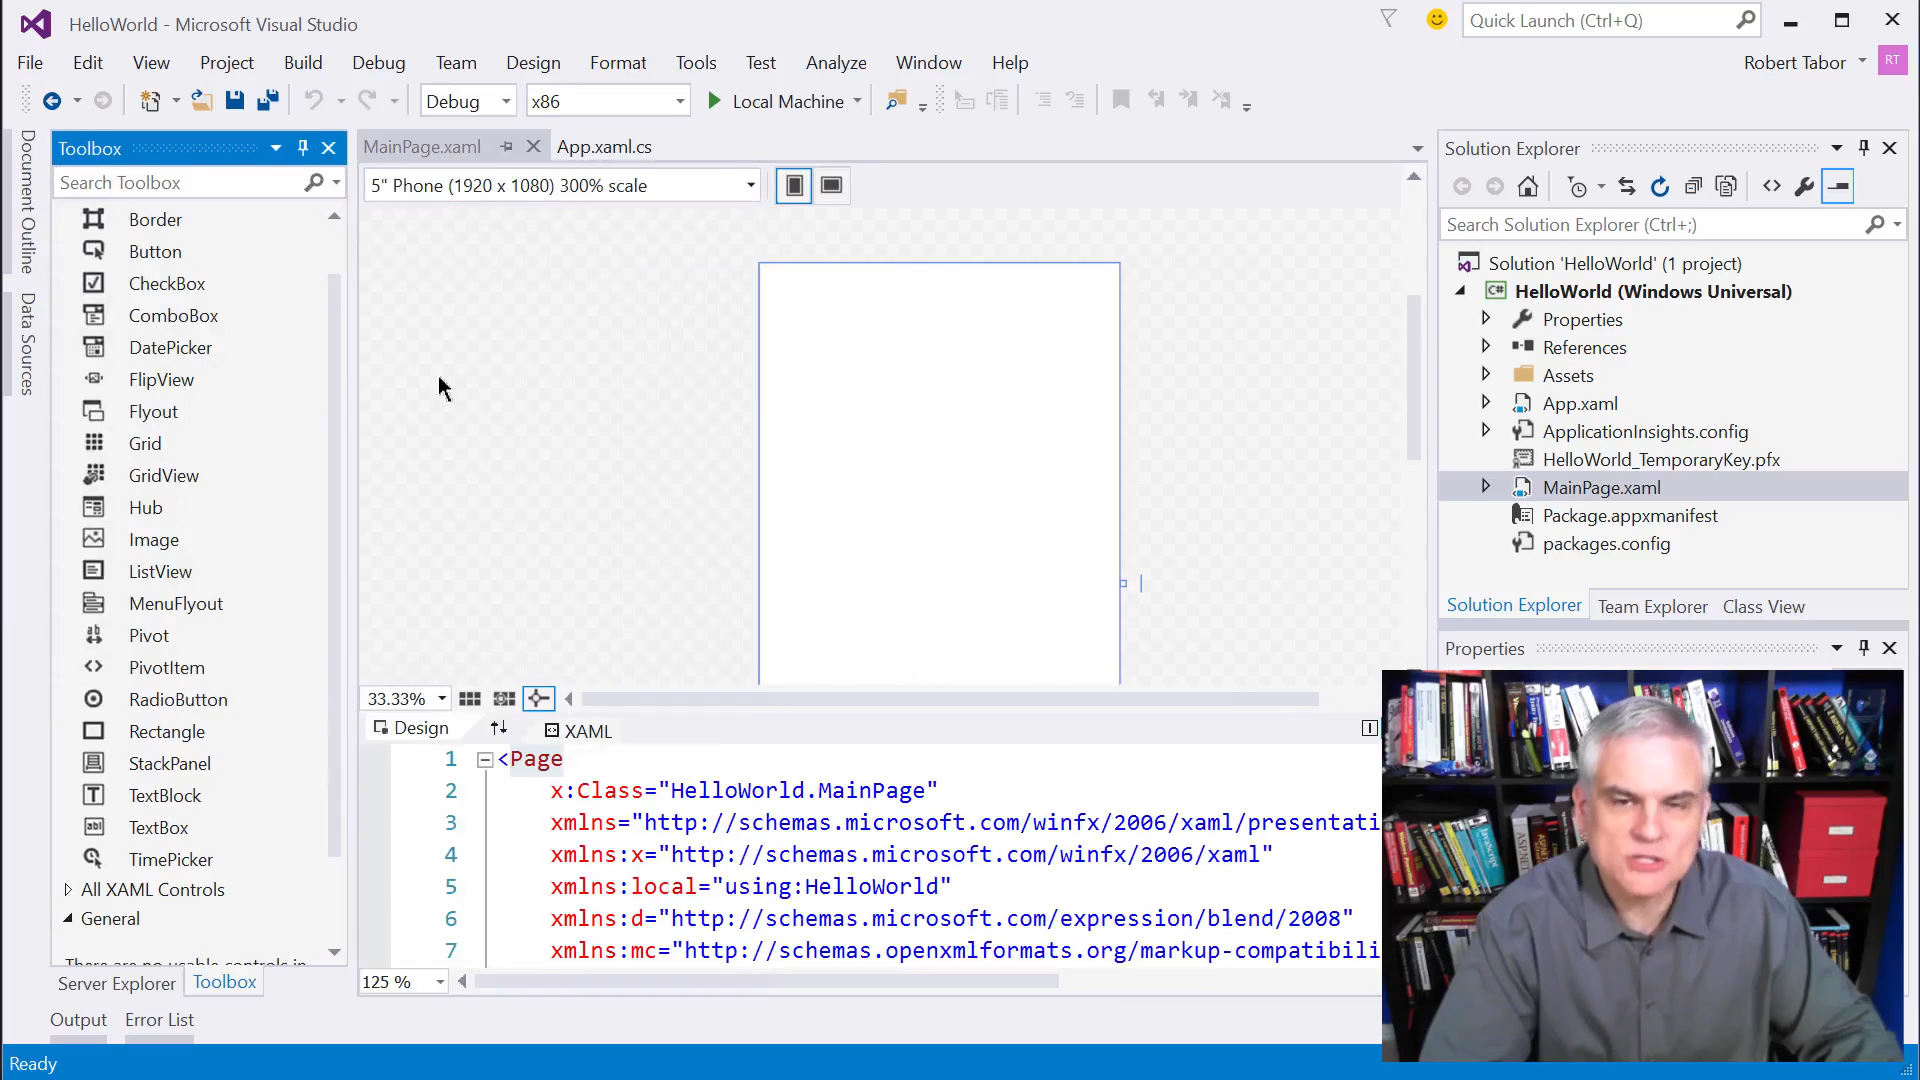 HelloWorld - Microsoft Visual Studio
Quick Launch (Ctrl+Q)
File Edit View Project Build Debug Team Design Format Tools Test Analyze Window Help
Robert Tabor RT
Debug x86 Local Machine
Document Outline
Data Sources
Toolbox
Search Toolbox
Border
Button
CheckBox
ComboBox
DatePicker
FlipView
Flyout
Grid
GridView
Hub
Image
ListView
MenuFlyout
Pivot
PivotItem
RadioButton
Rectangle
StackPanel
TextBlock
TextBox
TimePicker
All XAML Controls
General
There are no usable controls in
Server Explorer Toolbox
Output Error List
Ready
MainPage.xaml App.xaml.cs
5" Phone (1920 x 1080) 300% scale
33.33%
Design XAML
1 <Page
2 x:Class="HelloWorld.MainPage"
3 xmlns="http://schemas.microsoft.com/winfx/2006/xaml/presentati
4 xmlns:x="http://schemas.microsoft.com/winfx/2006/xaml"
5 xmlns:local="using:HelloWorld"
6 xmlns:d="http://schemas.microsoft.com/expression/blend/2008"
7 xmlns:mc="http://schemas.openxmlformats.org/markup-compatibili
125 %
Solution Explorer
Search Solution Explorer (Ctrl+;)
Solution 'HelloWorld' (1 project)
C# HelloWorld (Windows Universal)
Properties
References
Assets
App.xaml
ApplicationInsights.config
HelloWorld_TemporaryKey.pfx
MainPage.xaml
Package.appxmanifest
packages.config
Solution Explorer Team Explorer Class View
Properties